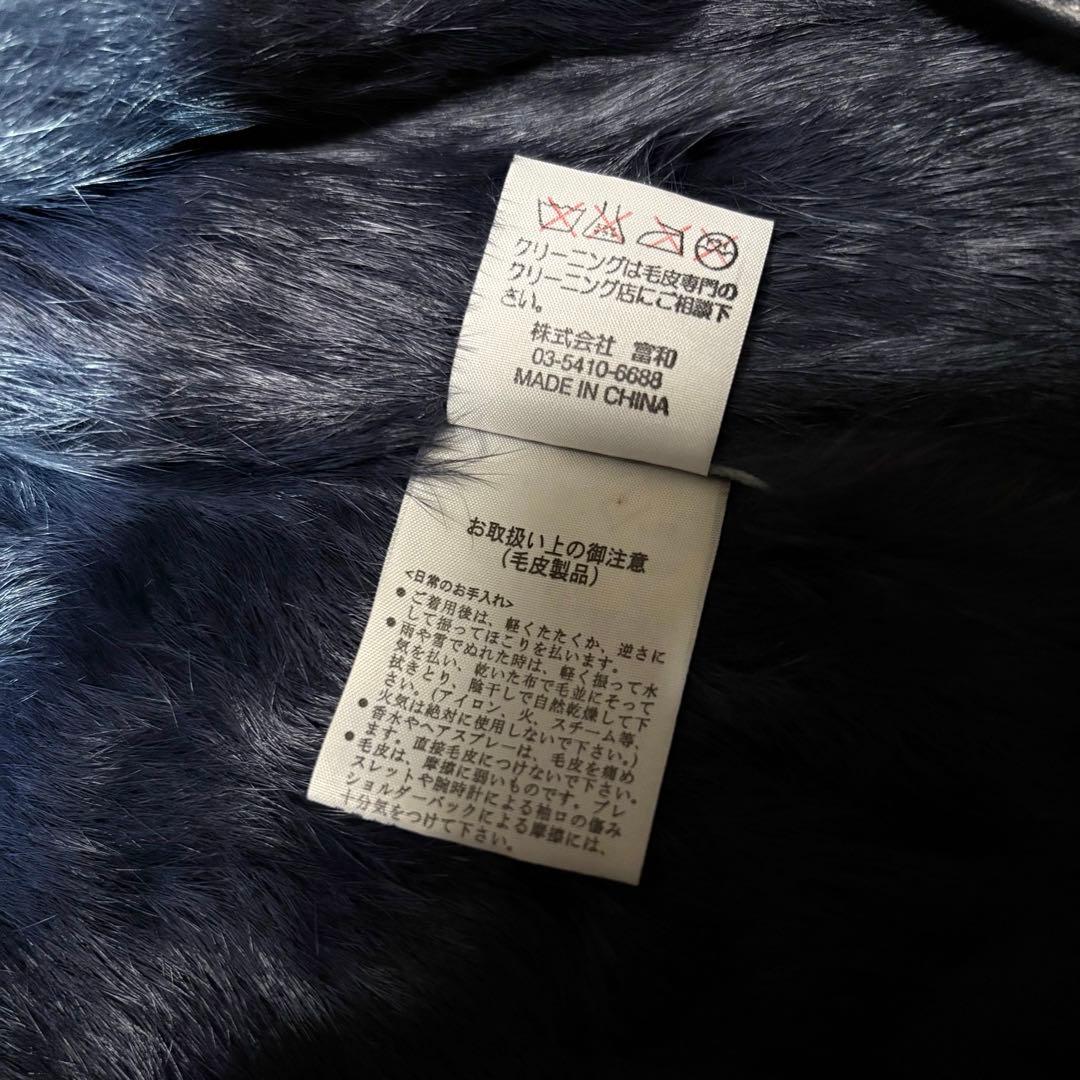 クリーニングは毛皮専門の
クリーニング店にご相談下
さい。
株式会社 富和
03-5410-6688
MADE IN CHINA
お取扱い上の御注意
(毛皮製品)
<日常のお手入れ>
● ご着用後は、軽くたたくか、逆さに
して振ってほこりを払います。
● 雨や雪でぬれた時は、軽く振って水
気を払い、乾いた布で毛並にそって
拭きとり、陰干しで自然乾燥して下
さい。(アイロン、火、スチーム等、
火気は絶対に使用しないで下さい。)
● 香水やヘアスプレーは、毛皮を痛め
ます。直接毛皮につけないで下さい。
● 毛皮は、摩擦に弱いものです。ブレ
スレットや腕時計による袖口の傷み
ショルダーバックによる摩擦には、
十分気をつけて下さい。